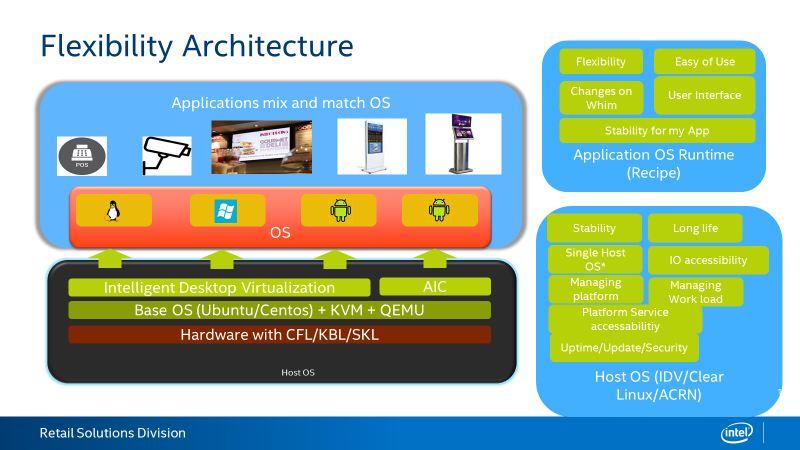 Flexibility Architecture
Applications mix and match OS
POS
OS
Intelligent Desktop Virtualization
AIC
Base OS (Ubuntu/Centos) + KVM + QEMU
Hardware with CFL/KBL/SKL
Host OS
Flexibility
Easy of Use
Changes on
Whim
User Interface
Stability for my App
Application OS Runtime
(Recipe)
Stability
Long life
Single Host
OS*
IO accessibility
Managing
platform
Managing
Work load
Platform Service
accessabilitiy
Uptime/Update/Security
Host OS (IDV/Clear
Linux/ACRN)
Retail Solutions Division
intel